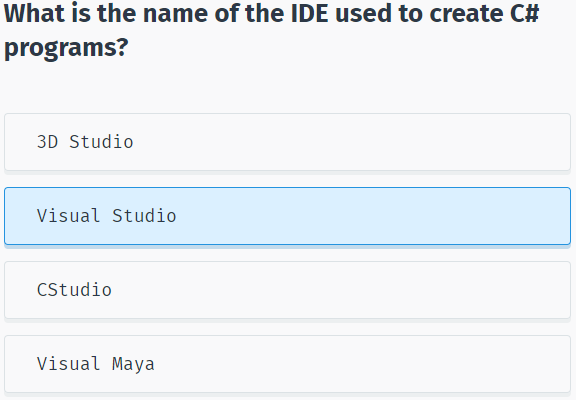 What is the name of the IDE used to create C#
programs?
3D Studio
Visual Studio
CStudio
Visual Maya